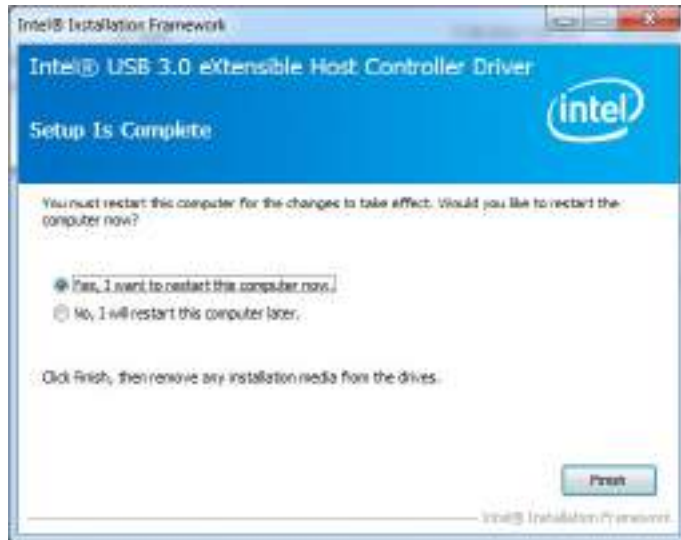 Intel® Installation Framework
Intel® USB 3.0 eXtensible Host Controller Driver
intel
Setup Is Complete
You must restart this computer for the changes to take effect. Would you like to restart the
computer now?
Yes, I want to restart this computer now.
No, I will restart this computer later.
Click Finish, then remove any installation media from the drives.
Finish
Intel® Installation Framework